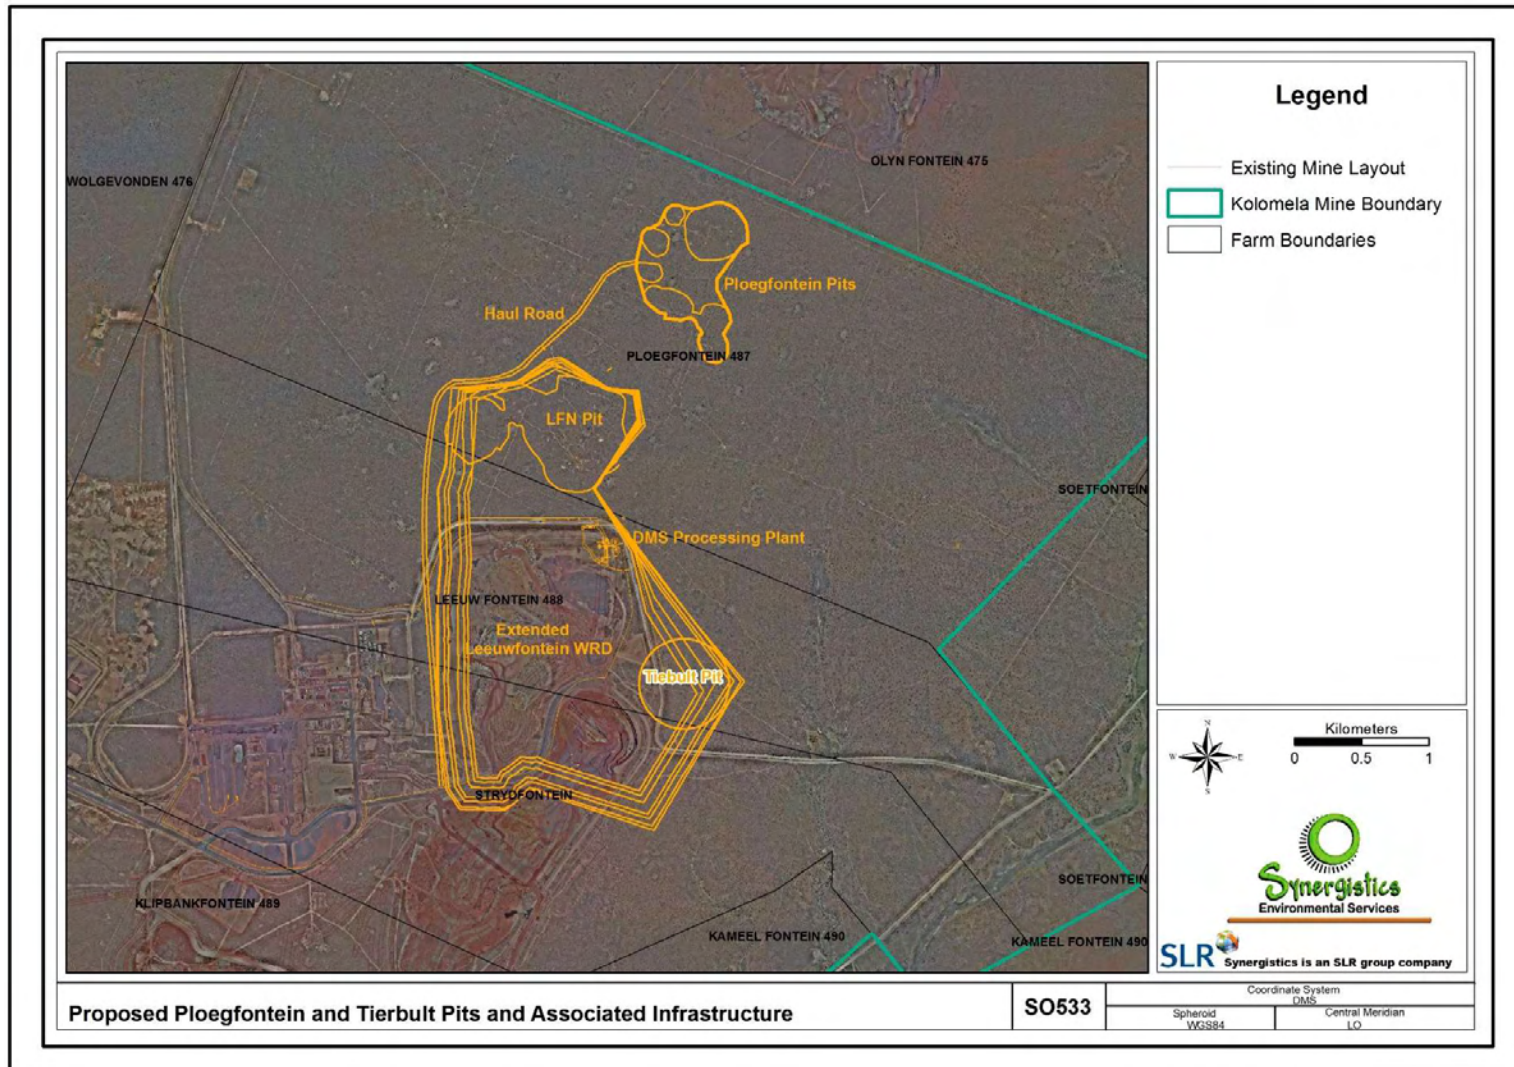 WOLGEVONDEN 476
OLYN FONTEIN 475
Ploegfontein Pits
Haul Road
PLOEGFONTEIN 487
LFN Pit
SOETFONTEIN
DMS Processing Plant
LEEUW FONTEIN 488
Extended
Leeuwfontein WRD
Tiebult Pit
STRYDFONTEIN
SOETFONTEIN
KLIPBANKFONTEIN 489
KAMEEL FONTEIN 490
KAMEEL FONTEIN 490
Legend
Existing Mine Layout
Kolomela Mine Boundary
Farm Boundaries
N
W
E
S
Kilometers
0 0.5 1
Synergistics
Environmental Services
SLR Synergistics is an SLR group company
Proposed Ploegfontein and Tierbult Pits and Associated Infrastructure
SO533
Coordinate System
DMS
Spheroid
WGS84
Central Meridian
LO